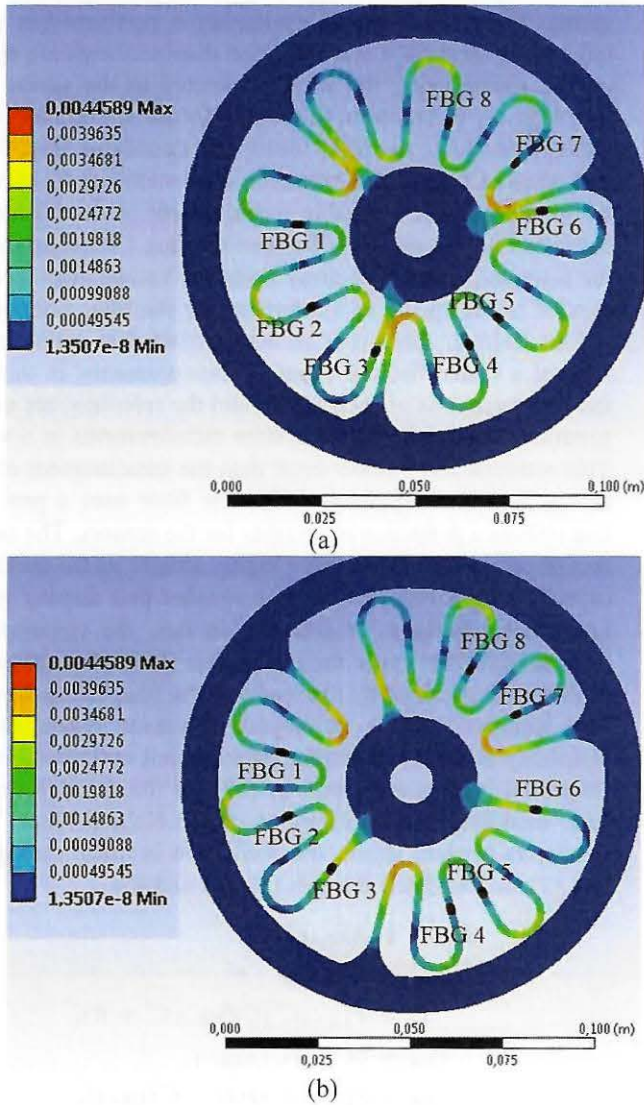 0,0044589 Max
0,0039635
0,0034681
0,0029726
0,0024772
0,0019818
0,0014863
0,00099088
0,00049545
1,3507e-8 Min
FBG 8
FBG 7
FBG 6
FBG 1
FBG 5
FBG 2
FBG 3
FBG 4
0,000 0,050 0,100 (m)
0.025 0.075
(a)
0,0044589 Max
0,0039635
0,0034681
0,0029726
0,0024772
0,0019818
0,0014863
0,00099088
0,00049545
1,3507e-8 Min
FBG 8
FBG 7
FBG 1
FBG 6
FBG 2
FBG 5
FBG 3
FBG 4
0,000 0,050 0,100 (m)
0,025 0,075
(b)